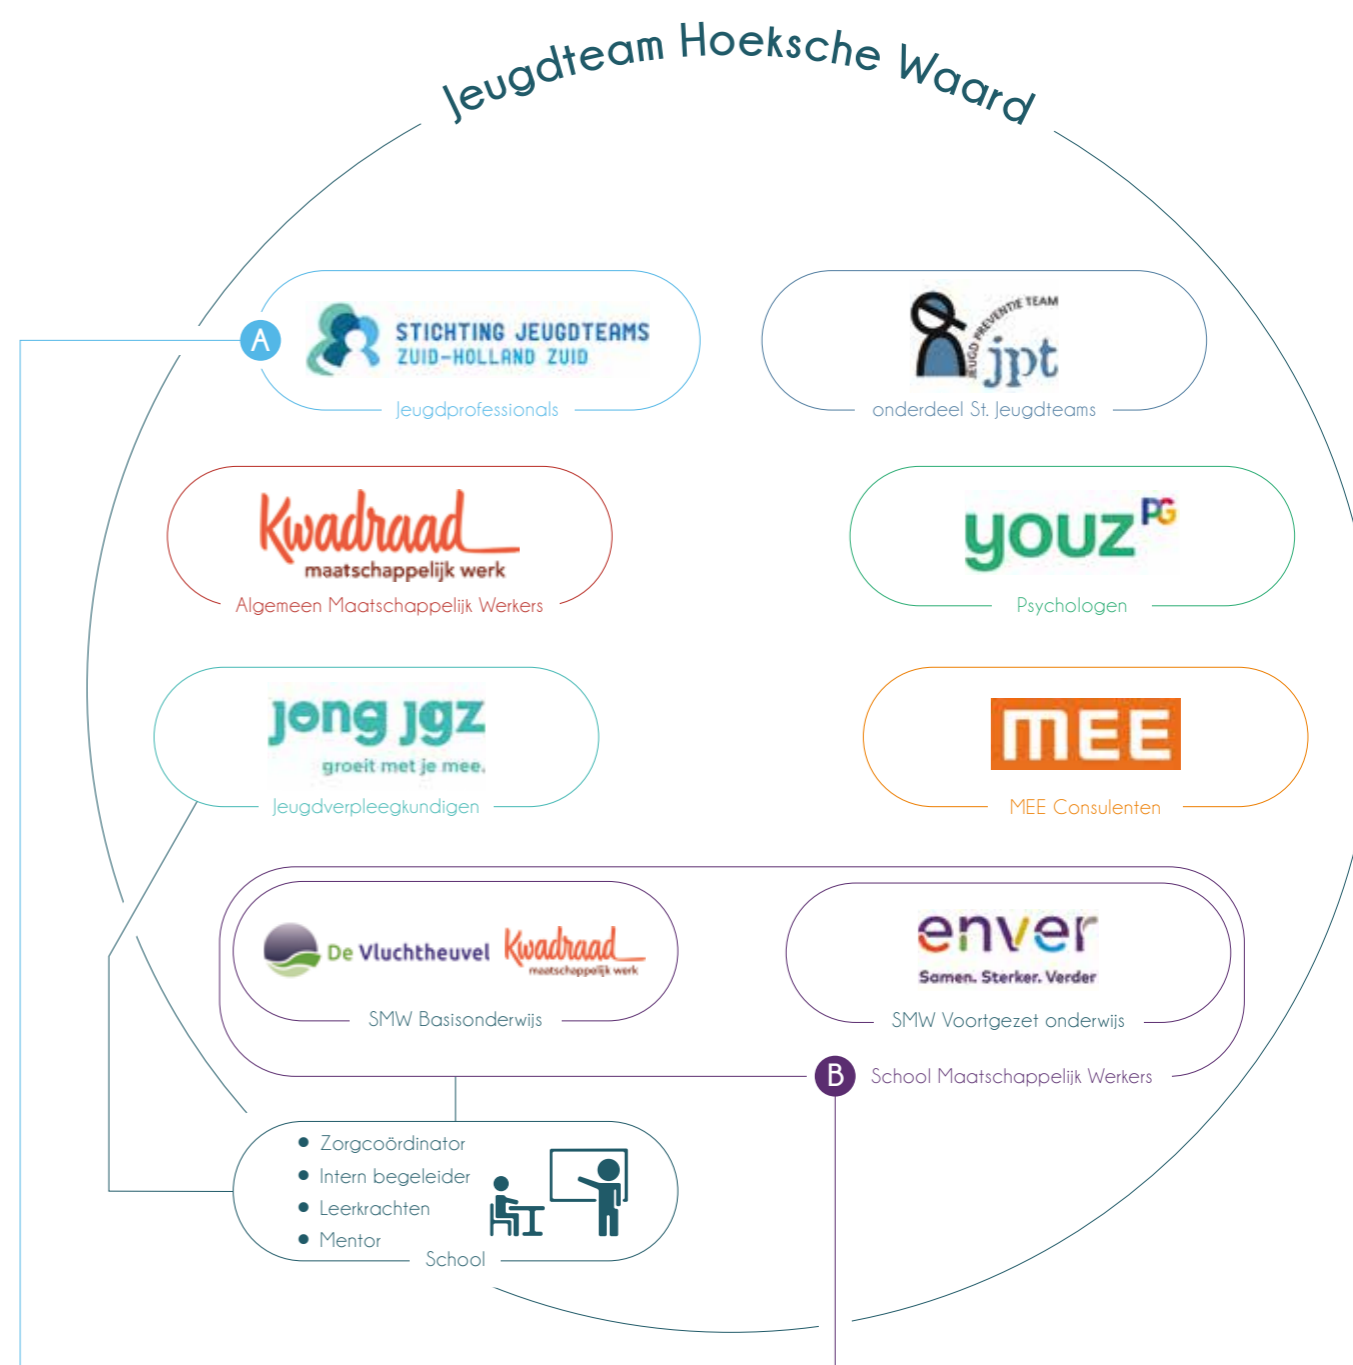 Jeugdteam Hoeksche Waard
A
STICHTING JEUGDTEAMS
ZUID-HOLLAND ZUID
Jeugdprofessionals
JEUGD PREVENTIE TEAM
jpt
onderdeel St. Jeugdteams
Kwadraad
maatschappelijk werk
Algemeen Maatschappelijk Werkers
youz PG
Psychologen
jong jgz
groeit met je mee.
Jeugdverpleegkundigen
MEE
MEE Consulenten
De Vluchtheuvel
Kwadraad
maatschappelijk werk
SMW Basisonderwijs
enver
Samen. Sterker. Verder
SMW Voortgezet onderwijs
B
School Maatschappelijk Werkers
• Zorgcoördinator
• Intern begeleider
• Leerkrachten
• Mentor
School